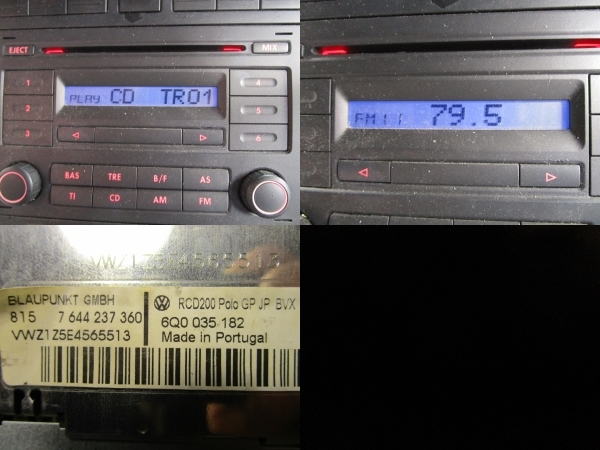 EJECT
MIX
1
PLAY CD TR01
4
2
5
3
6
BAS TRE B/F AS
TI CD AM FM
FM11 79.5
VWZ1Z5E4565513
BLAUPUNKT GMBH
815 7 644 237 360
VWZ1Z5E4565513
RCD200 Polo GP JP BVX
6Q0 035 182
Made in Portugal